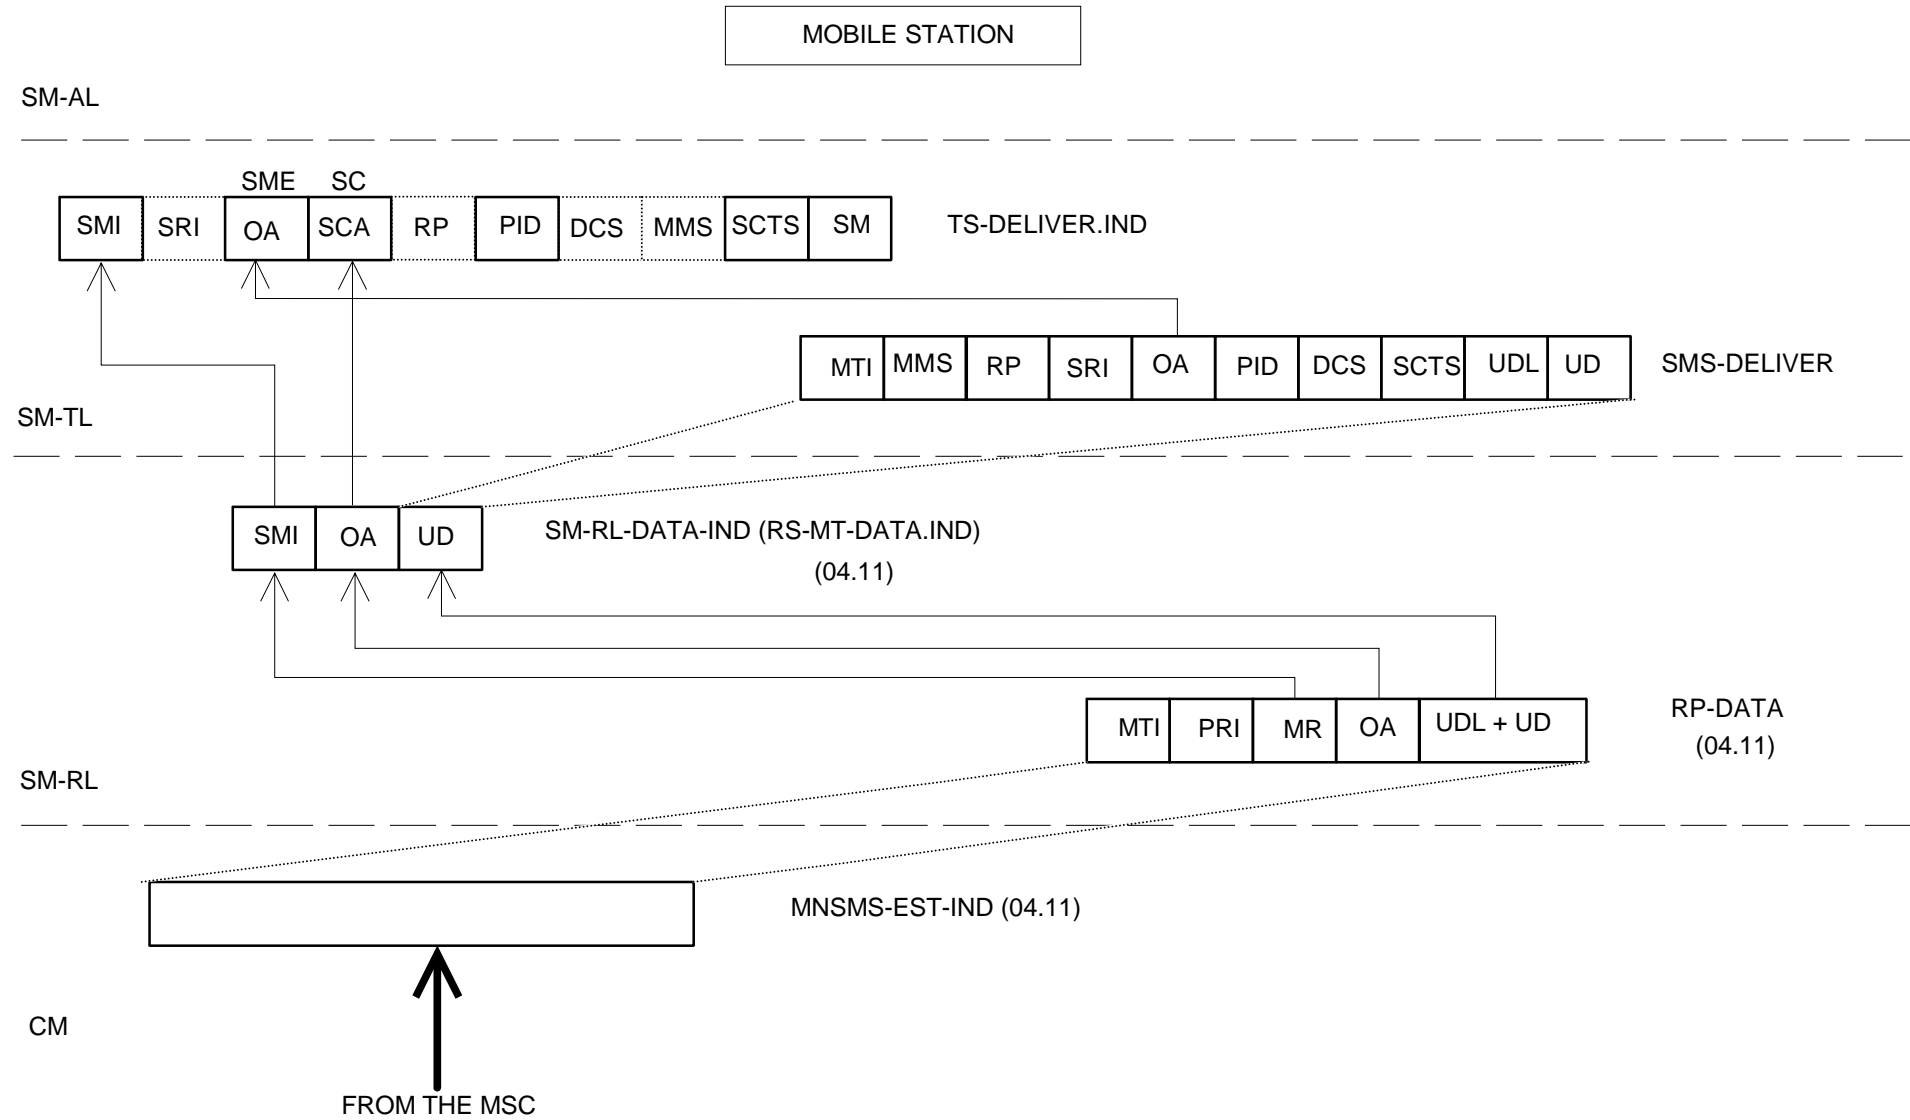 MOBILE STATION
SM-AL
SME SC
SMI SRI OA SCA RP PID DCS MMS SCTS SM TS-DELIVER.IND
MTI MMS RP SRI OA PID DCS SCTS UDL UD SMS-DELIVER
SM-TL
SMI OA UD SM-RL-DATA-IND (RS-MT-DATA.IND)
(04.11)
MTI PRI MR OA UDL + UD RP-DATA
(04.11)
SM-RL
MNSMS-EST-IND (04.11)
CM
FROM THE MSC